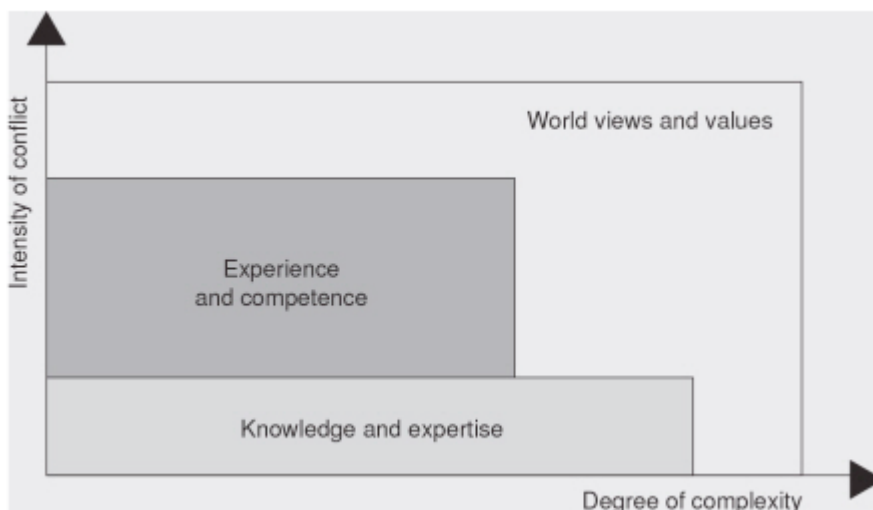 Intensity of conflict
World views and values
Experience
and competence
Knowledge and expertise
Degree of complexity